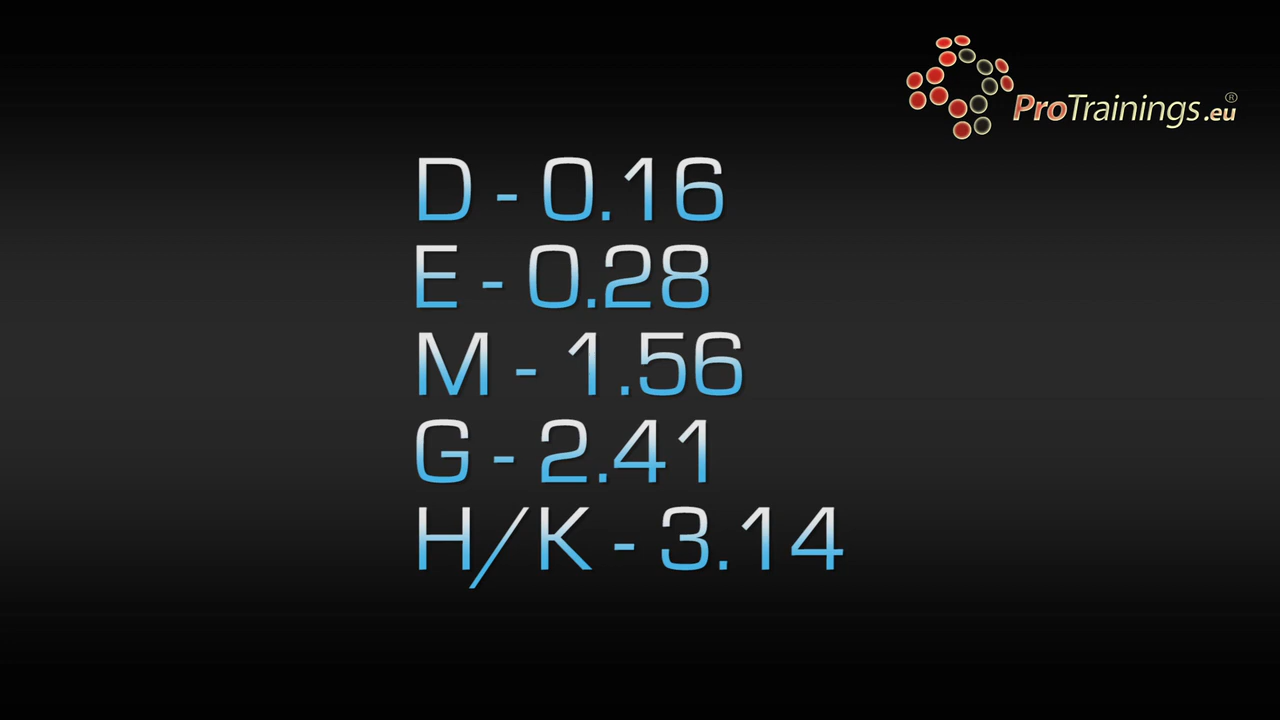 ProTrainings.eu®
D - 0.16
E - 0.28
M - 1.56
G - 2.41
H/K - 3.14